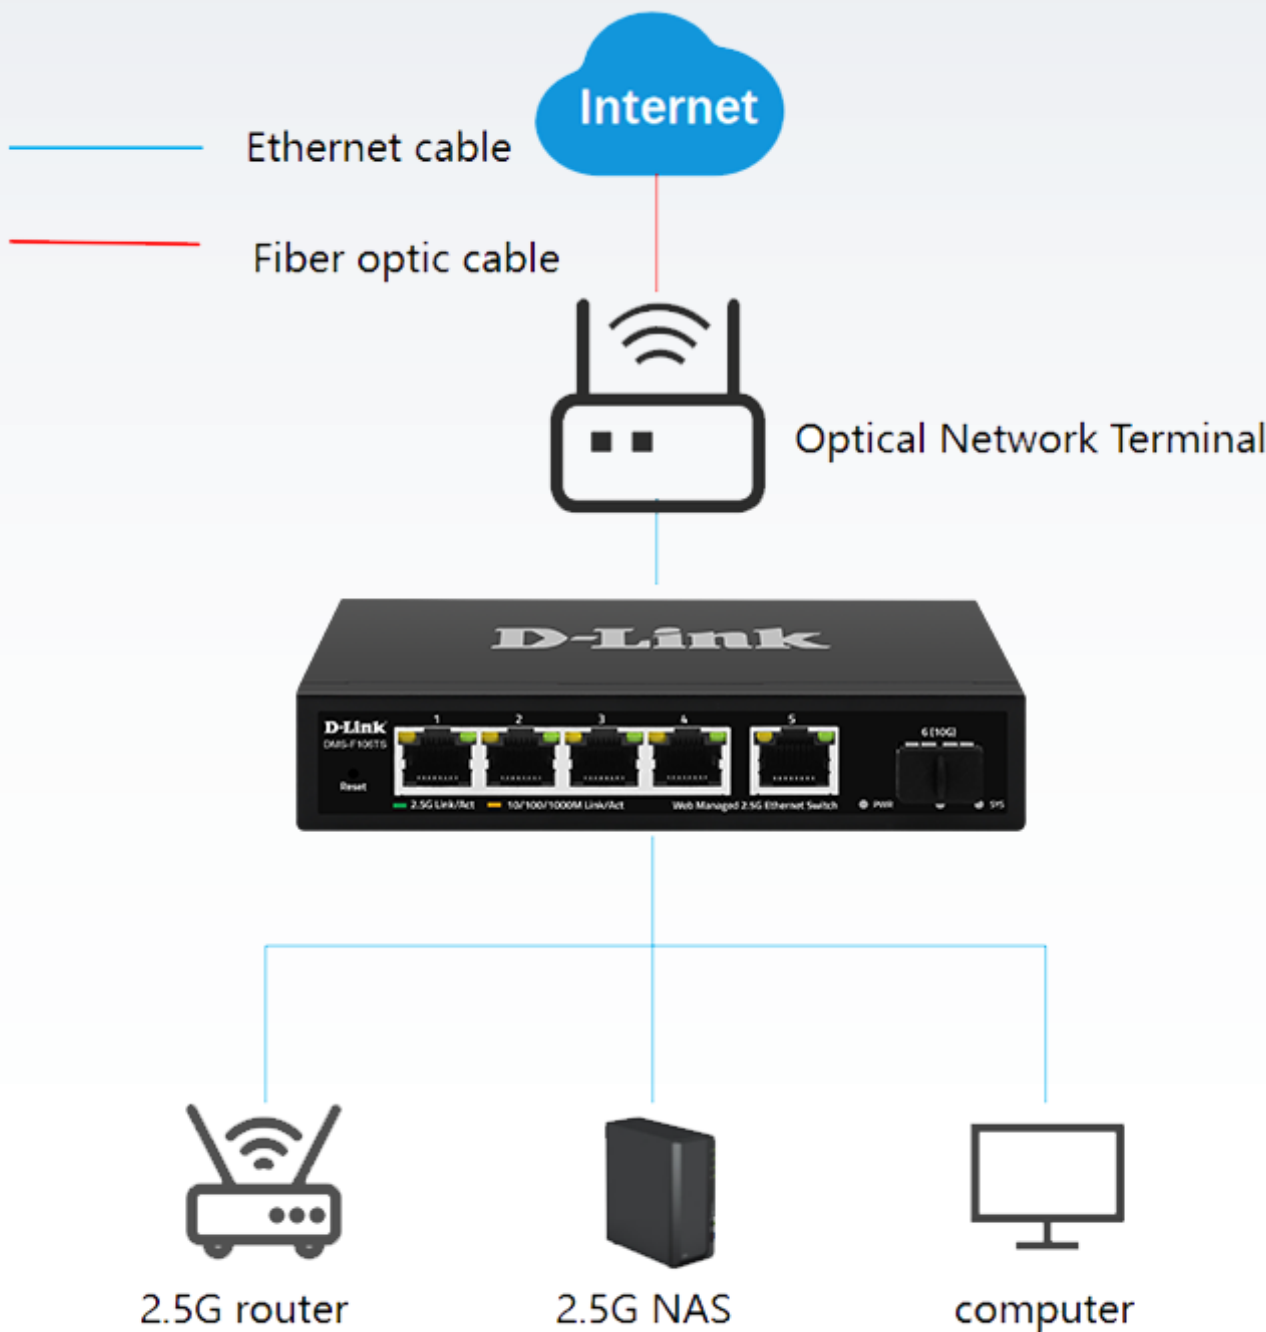 Internet
Ethernet cable
Fiber optic cable
Optical Network Terminal
D-Link
D-Link
DMS-F106TS
Reset
1
2
3
4
5
6 (10G)
2.5G Link/Act
10/100/1000M Link/Act
Web Managed 2.5G Ethernet Switch
PWR
SYS
2.5G router
2.5G NAS
computer